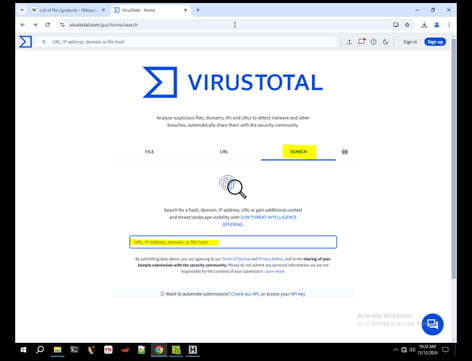 List of file signatures - Wikipe
VirusTotal - Home
virustotal.com/gui/home/search
URL, IP address, domain or file hash
Sign in
Sign up
VIRUSTOTAL
Analyse suspicious files, domains, IPs and URLs to detect malware and other
breaches, automatically share them with the security community.
FILE
URL
SEARCH
Search for a hash, domain, IP address, URL or gain additional context
and threat landscape visibility with OUR THREAT INTELLIGENCE
OFFERING.
URL, IP address, domain, or file hash
By submitting data above, you are agreeing to our Terms of Service and Privacy Notice, and to the sharing of your
Sample submission with the security community. Please do not submit any personal information; we are not
responsible for the contents of your submission. Learn more.
Want to automate submissions? Check our API, or access your API key.
Activate Windows
Go to Settings to activate W
10:24 AM
12/12/2024